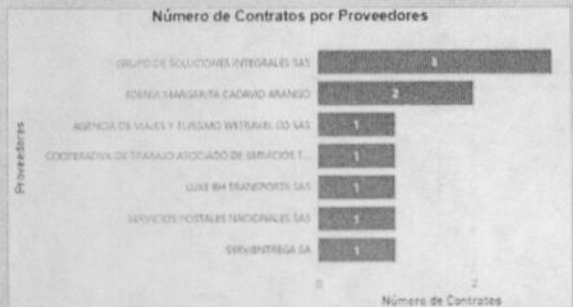 Número de Contratos por Proveedores
Proveedores
GRUPO DE SOLUCIONES INTEGRALES SAS 3
MARGARITA CADAVID ARANGO 2
AGENCIA DE VIAJES Y TURISMO WETRAVEL SAS 1
COOPERATIVA DE TRABAJO ASOCIADO DE SERVICIOS T... 1
LUXE BH TRANSPORTE SAS 1
SERVICIOS POSTALES NACIONALES SAS 1
SERVIENTREGA SA 1
0 2
Número de Contratos